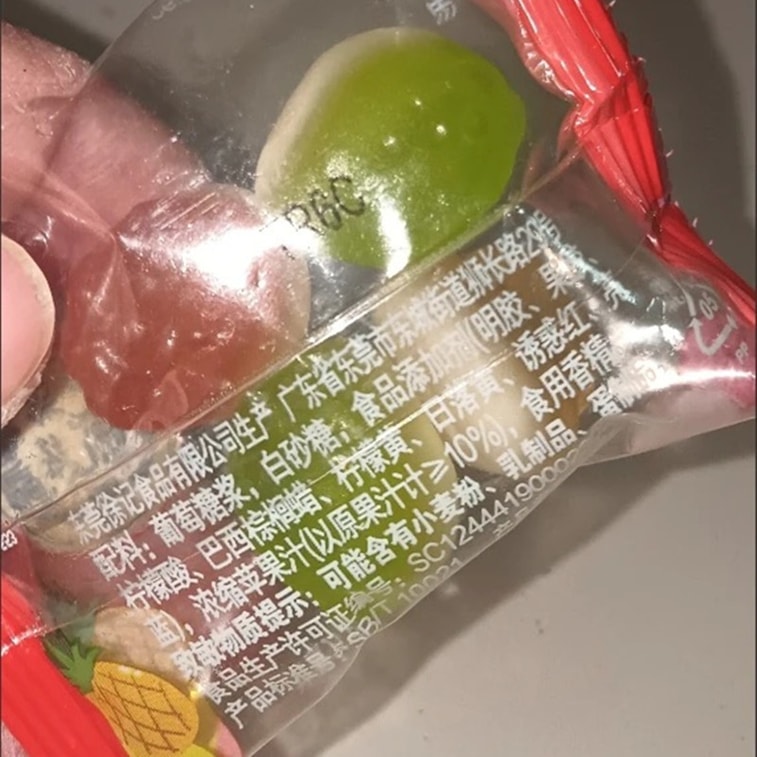 R6C
东莞徐记食品有限公司生产 广东省东莞市东城街道狮长路29号
配料：葡萄糖浆，白砂糖，食品添加剂(明胶、果胶、
柠檬酸、巴西棕榈蜡、柠檬黄、日落黄、诱惑红、亮
蓝)，浓缩苹果汁(以原果汁计≥10%)，食用香精
致敏物质提示：可能含有小麦粉、乳制品、蛋制品。
食品生产许可证编号：SC12444190000
产品标准 SB/T 10021